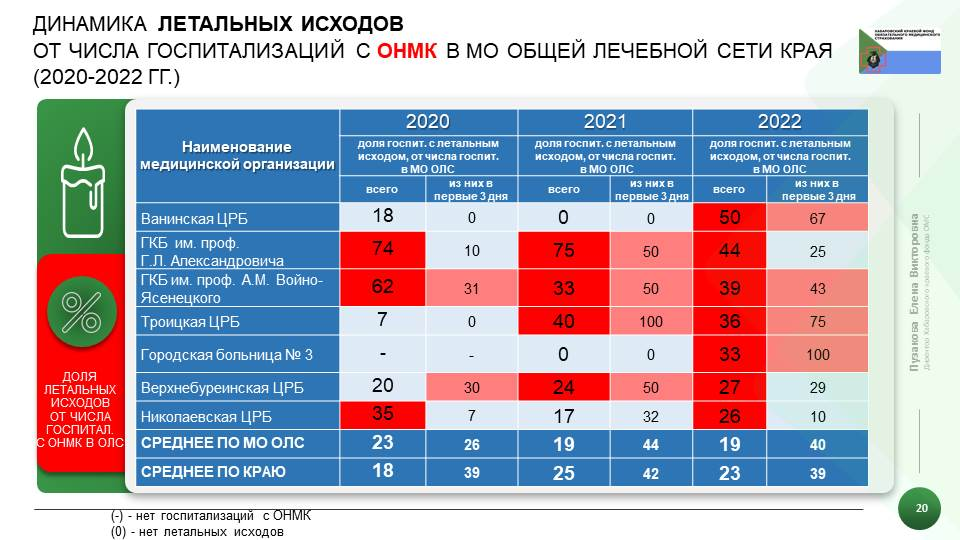 ДИНАМИКА ЛЕТАЛЬНЫХ ИСХОДОВ
ОТ ЧИСЛА ГОСПИТАЛИЗАЦИЙ С ОНМК В МО ОБЩЕЙ ЛЕЧЕБНОЙ СЕТИ КРАЯ
(2020-2022 ГГ.)
ХАБАРОВСКИЙ КРАЕВОЙ ФОНД
ОБЯЗАТЕЛЬНОГО МЕДИЦИНСКОГО
СТРАХОВАНИЯ
Наименование
медицинской организации
2020 2021 2022
доля госпит. с летальным
исходом, от числа госпит.
в МО ОЛС
доля госпит. с летальным
исходом, от числа госпит.
в МО ОЛС
доля госпит. с летальным
исходом, от числа госпит.
в МО ОЛС
всего
из них в
первые 3 дня
всего
из них в
первые 3 дня
всего
из них в
первые 3 дня
Ванинская ЦРБ 18 0 0 0 50 67
ГКБ им. проф.
Г.Л. Александровича 74 10 75 50 44 25
ГКБ им. проф. А.М. Войно-
Ясенецкого 62 31 33 50 39 43
Троицкая ЦРБ 7 0 40 100 36 75
Городская больница № 3 - - 0 0 33 100
Верхнебуреинская ЦРБ 20 30 24 50 27 29
Николаевская ЦРБ 35 7 17 32 26 10
СРЕДНЕЕ ПО МО ОЛС 23 26 19 44 19 40
СРЕДНЕЕ ПО КРАЮ 18 39 25 42 23 39
%
ДОЛЯ
ЛЕТАЛЬНЫХ
ИСХОДОВ
ОТ ЧИСЛА
ГОСПИТАЛ.
С ОНМК В ОЛС
Пузакова Елена Викторовна
Директор Хабаровского краевого фонда ОМС
20
(-) - нет госпитализаций с ОНМК
(0) - нет летальных исходов